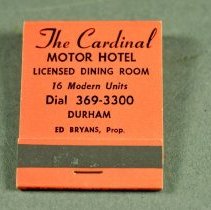 The Cardinal
MOTOR HOTEL
LICENSED DINING ROOM
16 Modern Units
Dial 369-3300
DURHAM
ED BRYANS, Prop.